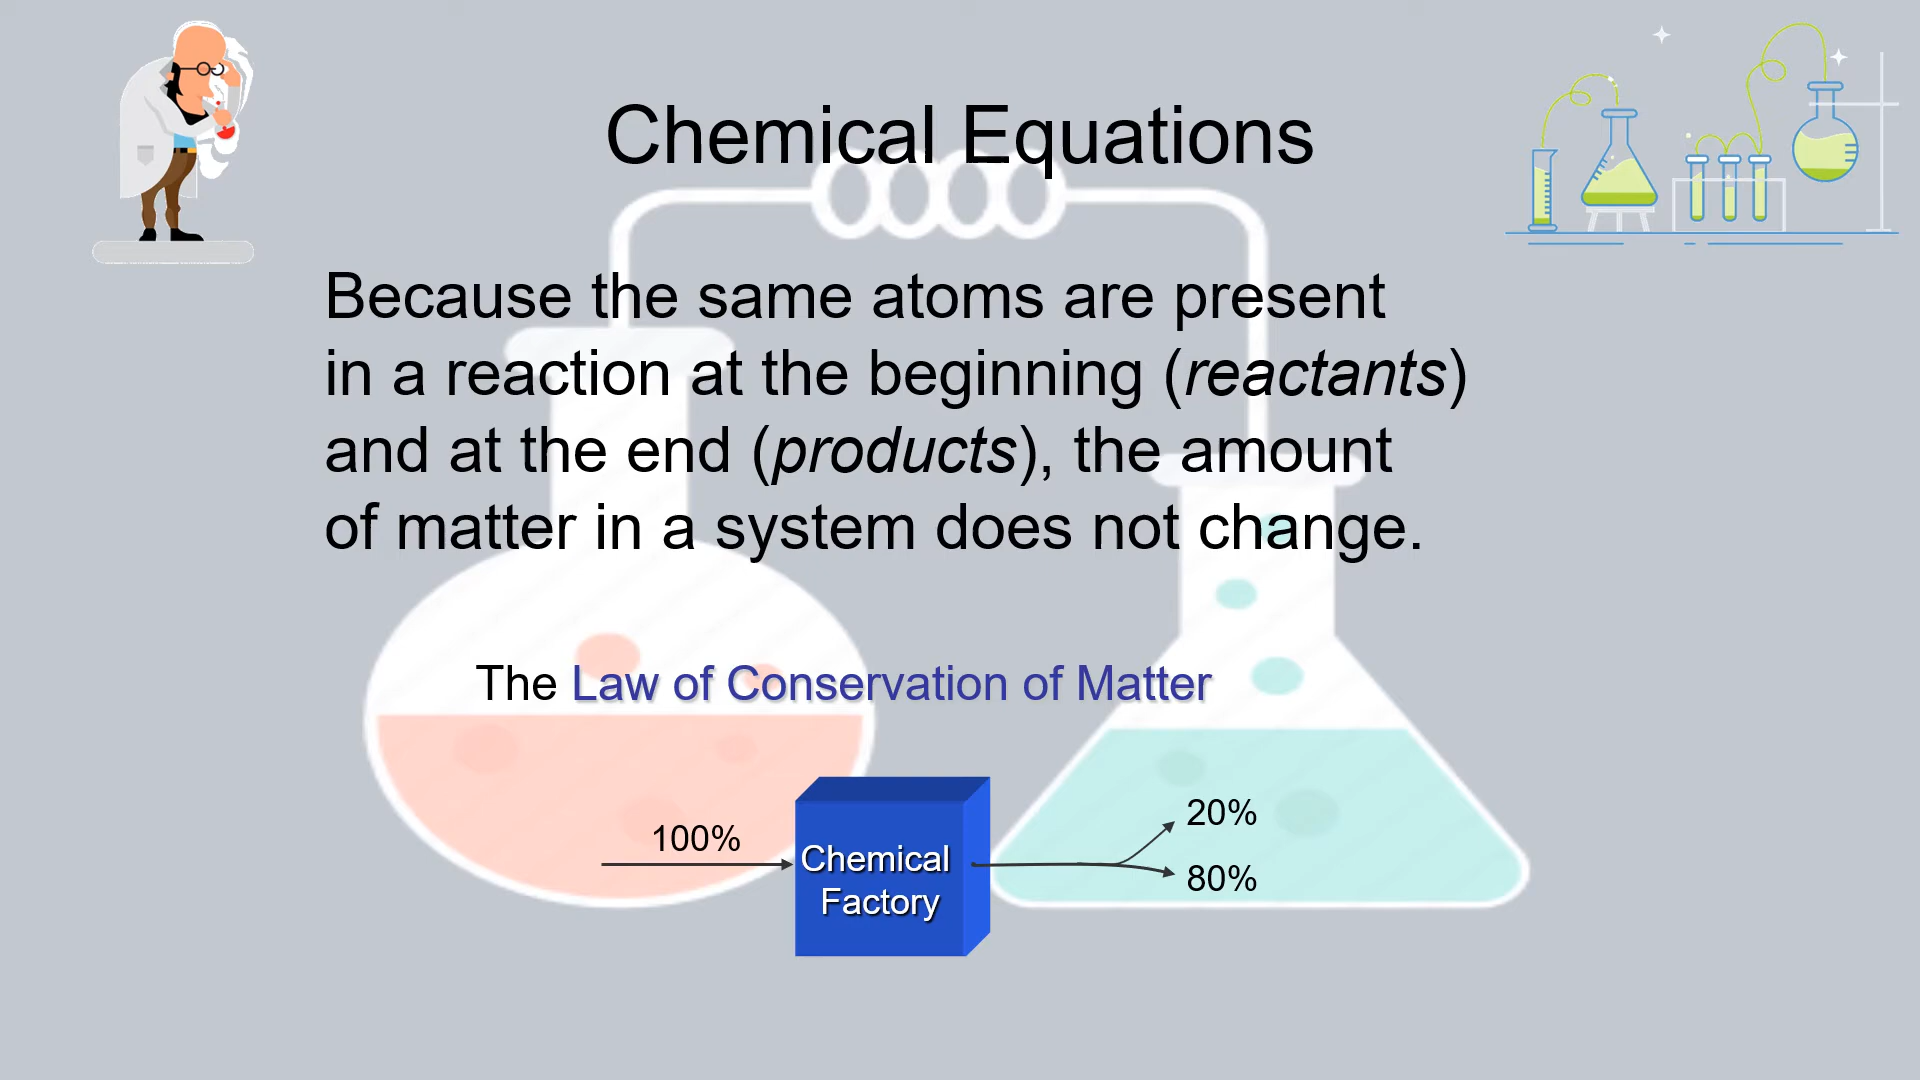 Chemical Equations
Because the same atoms are present
in a reaction at the beginning (reactants)
and at the end (products), the amount
of matter in a system does not change.
The Law of Conservation of Matter
100%
Chemical
Factory
20%
80%